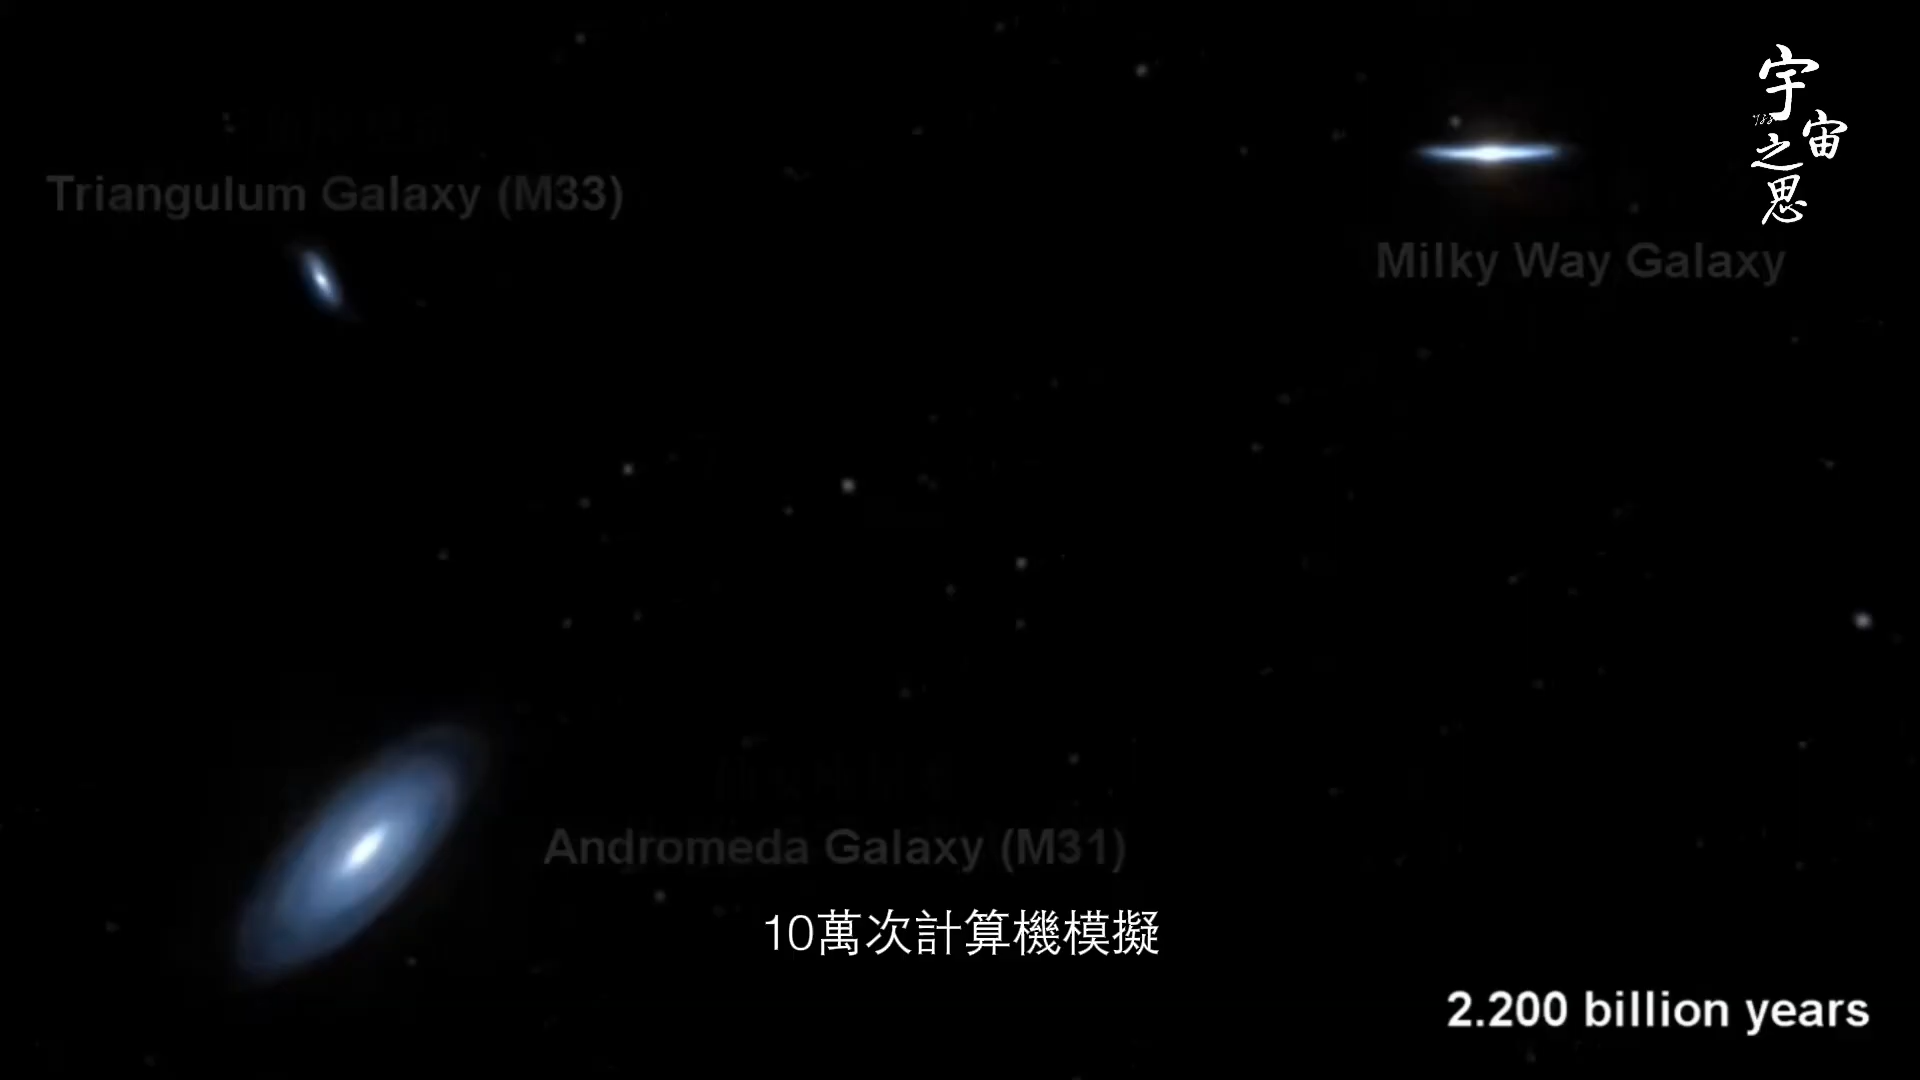 宇宙之思
Triangulum Galaxy (M33)
Milky Way Galaxy
Andromeda Galaxy (M31)
10萬次計算機模擬
2.200 billion years